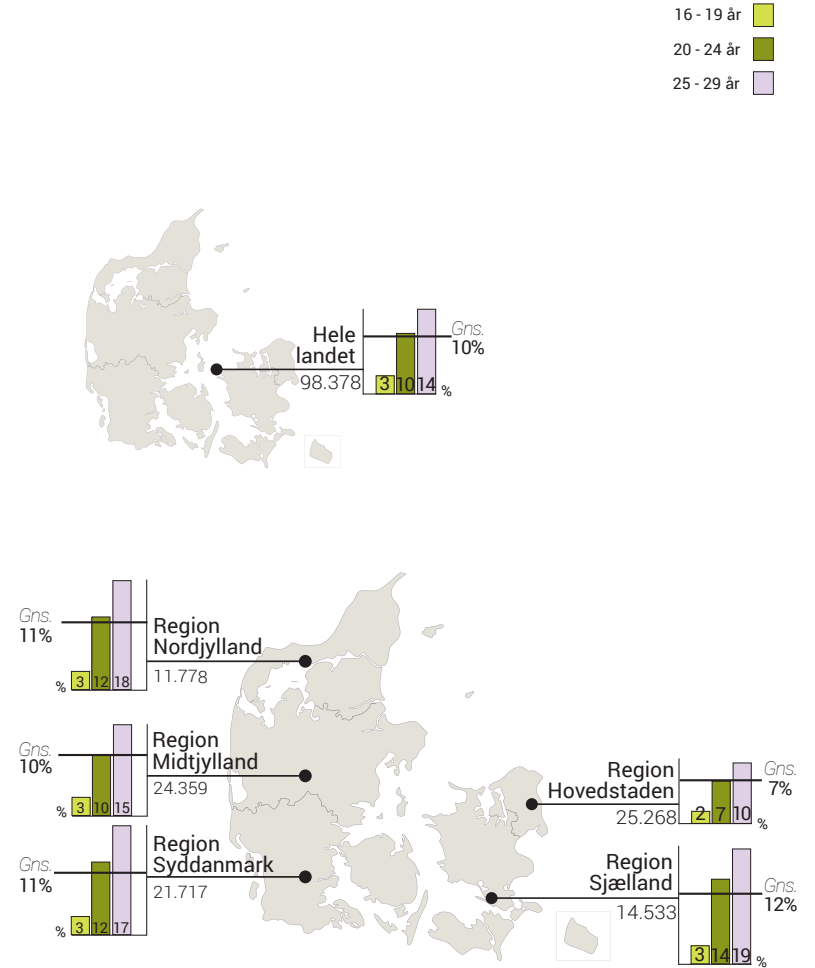 16 - 19 år
20 - 24 år
25 - 29 år
Hele
landet
98.378
3 10 14 %
Gns.
10%
Gns.
11%
% 3 12 18
Region
Nordjylland
11.778
Gns.
10%
% 3 10 15
Region
Midtjylland
24.359
Gns.
11%
% 3 12 17
Region
Syddanmark
21.717
Region
Hovedstaden
25.268
2 7 10 %
Gns.
7%
Region
Sjælland
14.533
3 14 19 %
Gns.
12%